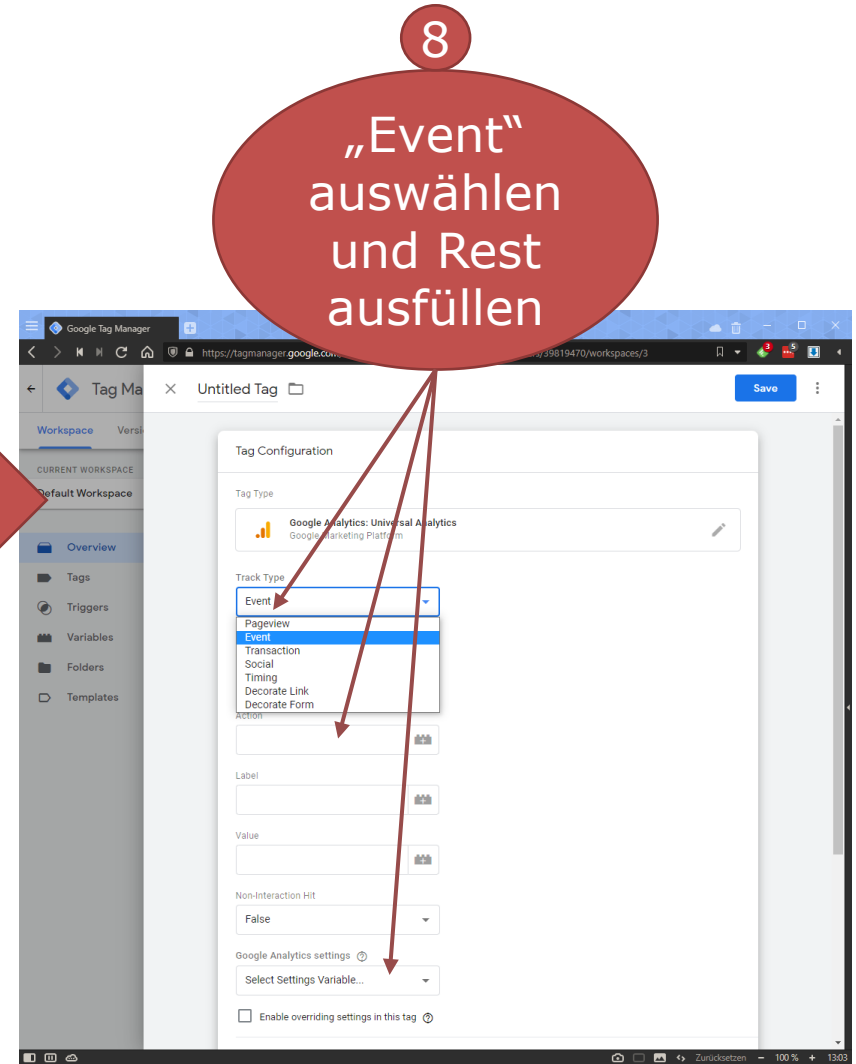 8
„Event“
auswählen
und Rest
ausfüllen
Google Tag Manager
https://tagmanager.google.com/
/39819470/workspaces/3
3
5
Tag Ma
Untitled Tag
Save
Workspace Versi
CURRENT WORKSPACE
Default Workspace
Overview
Tags
Triggers
Variables
Folders
Templates
Tag Configuration
Tag Type
Google Analytics: Universal Analytics
Google Marketing Platform
Track Type
Event
Pageview
Event
Transaction
Social
Timing
Decorate Link
Decorate Form
Action
Label
Value
Non-Interaction Hit
False
Google Analytics settings
Select Settings Variable...
Enable overriding settings in this tag
Zurücksetzen − 100 % + 13:03